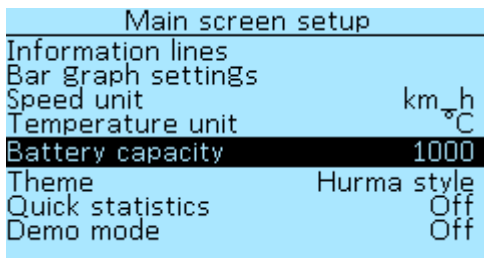 Main screen setup
Information lines
Bar graph settings
Speed unit km_h
Temperature unit °C
Battery capacity 1000
Theme Hurma style
Quick statistics Off
Demo mode Off